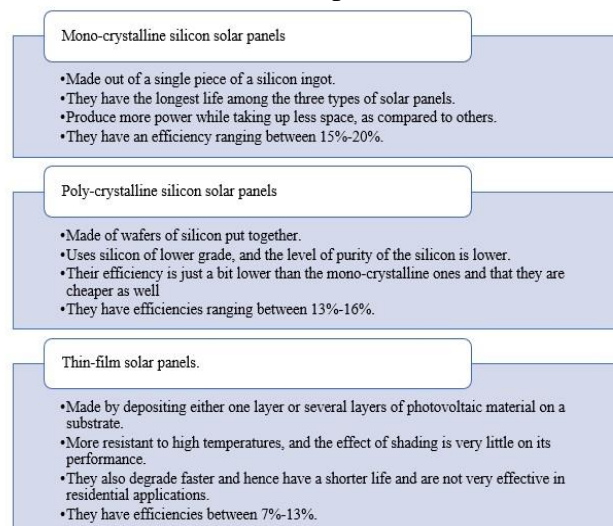 Mono-crystalline silicon solar panels
•Made out of a single piece of a silicon ingot.
•They have the longest life among the three types of solar panels.
•Produce more power while taking up less space, as compared to others.
•They have an efficiency ranging between 15%-20%.
Poly-crystalline silicon solar panels
•Made of wafers of silicon put together.
•Uses silicon of lower grade, and the level of purity of the silicon is lower.
•Their efficiency is just a bit lower than the mono-crystalline ones and that they are
cheaper as well
•They have efficiencies ranging between 13%-16%.
Thin-film solar panels.
•Made by depositing either one layer or several layers of photovoltaic material on a
substrate.
•More resistant to high temperatures, and the effect of shading is very little on its
performance.
•They also degrade faster and hence have a shorter life and are not very effective in
residential applications.
•They have efficiencies between 7%-13%.